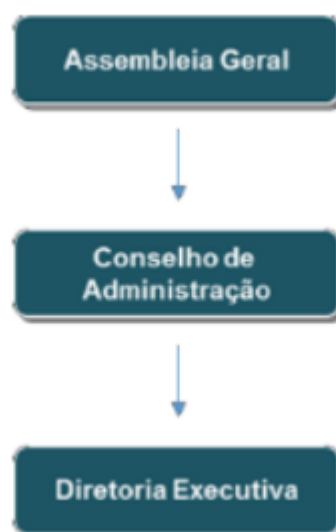 Assembleia Geral
Conselho de
Administração
Diretoria Executiva